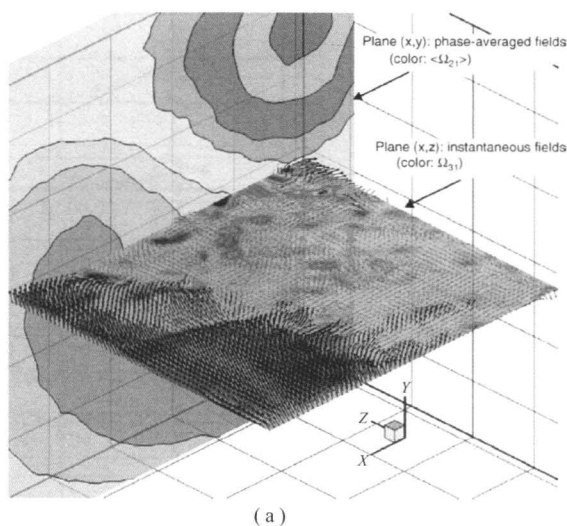 Plane (x,y): phase-averaged fields
(color: <Ω₂₁>)
Plane (x,z): instantaneous fields
(color: Ω₃₁)
Y
Z
X
(a)